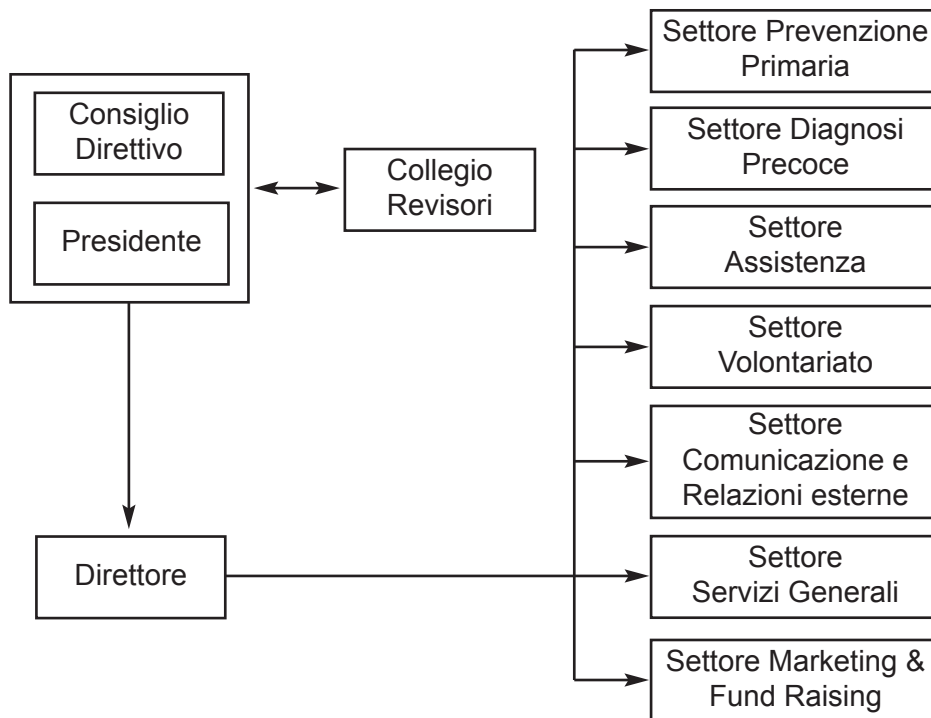 Consiglio
Direttivo
Presidente
Collegio
Revisori
Direttore
Settore Prevenzione
Primaria
Settore Diagnosi
Precoce
Settore
Assistenza
Settore
Volontariato
Settore
Comunicazione e
Relazioni esterne
Settore
Servizi Generali
Settore Marketing &
Fund Raising